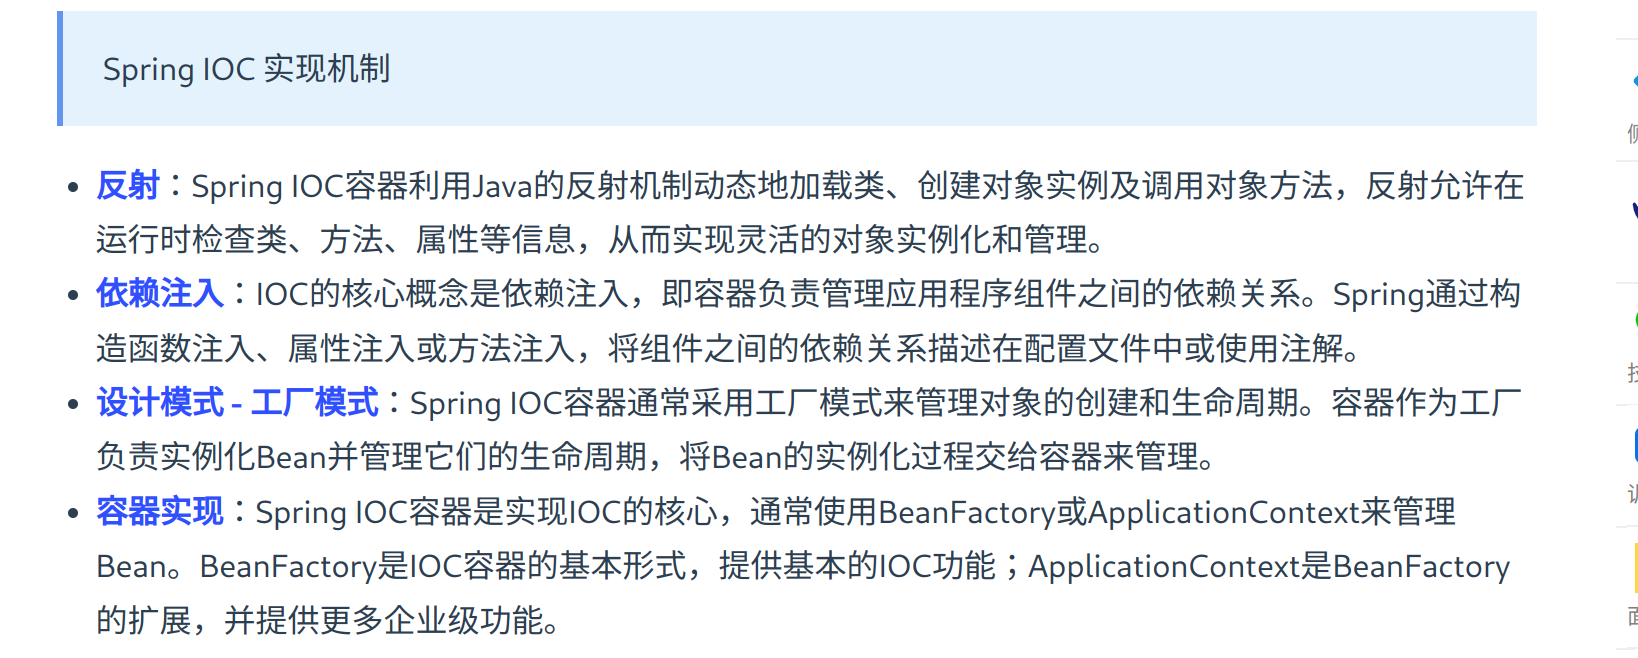 Spring IOC 实现机制
反射：Spring IOC容器利用Java的反射机制动态地加载类、创建对象实例及调用对象方法，反射允许在
运行时检查类、方法、属性等信息，从而实现灵活的对象实例化和管理。
依赖注入：IOC的核心概念是依赖注入，即容器负责管理应用程序组件之间的依赖关系。Spring通过构
造函数注入、属性注入或方法注入，将组件之间的依赖关系描述在配置文件中或使用注解。
设计模式 - 工厂模式：Spring IOC容器通常采用工厂模式来管理对象的创建和生命周期。容器作为工厂
负责实例化Bean并管理它们的生命周期，将Bean的实例化过程交给容器来管理。
容器实现：Spring IOC容器是实现IOC的核心，通常使用BeanFactory或ApplicationContext来管理
Bean。BeanFactory是IOC容器的基本形式，提供基本的IOC功能；ApplicationContext是BeanFactory
的扩展，并提供更多企业级功能。